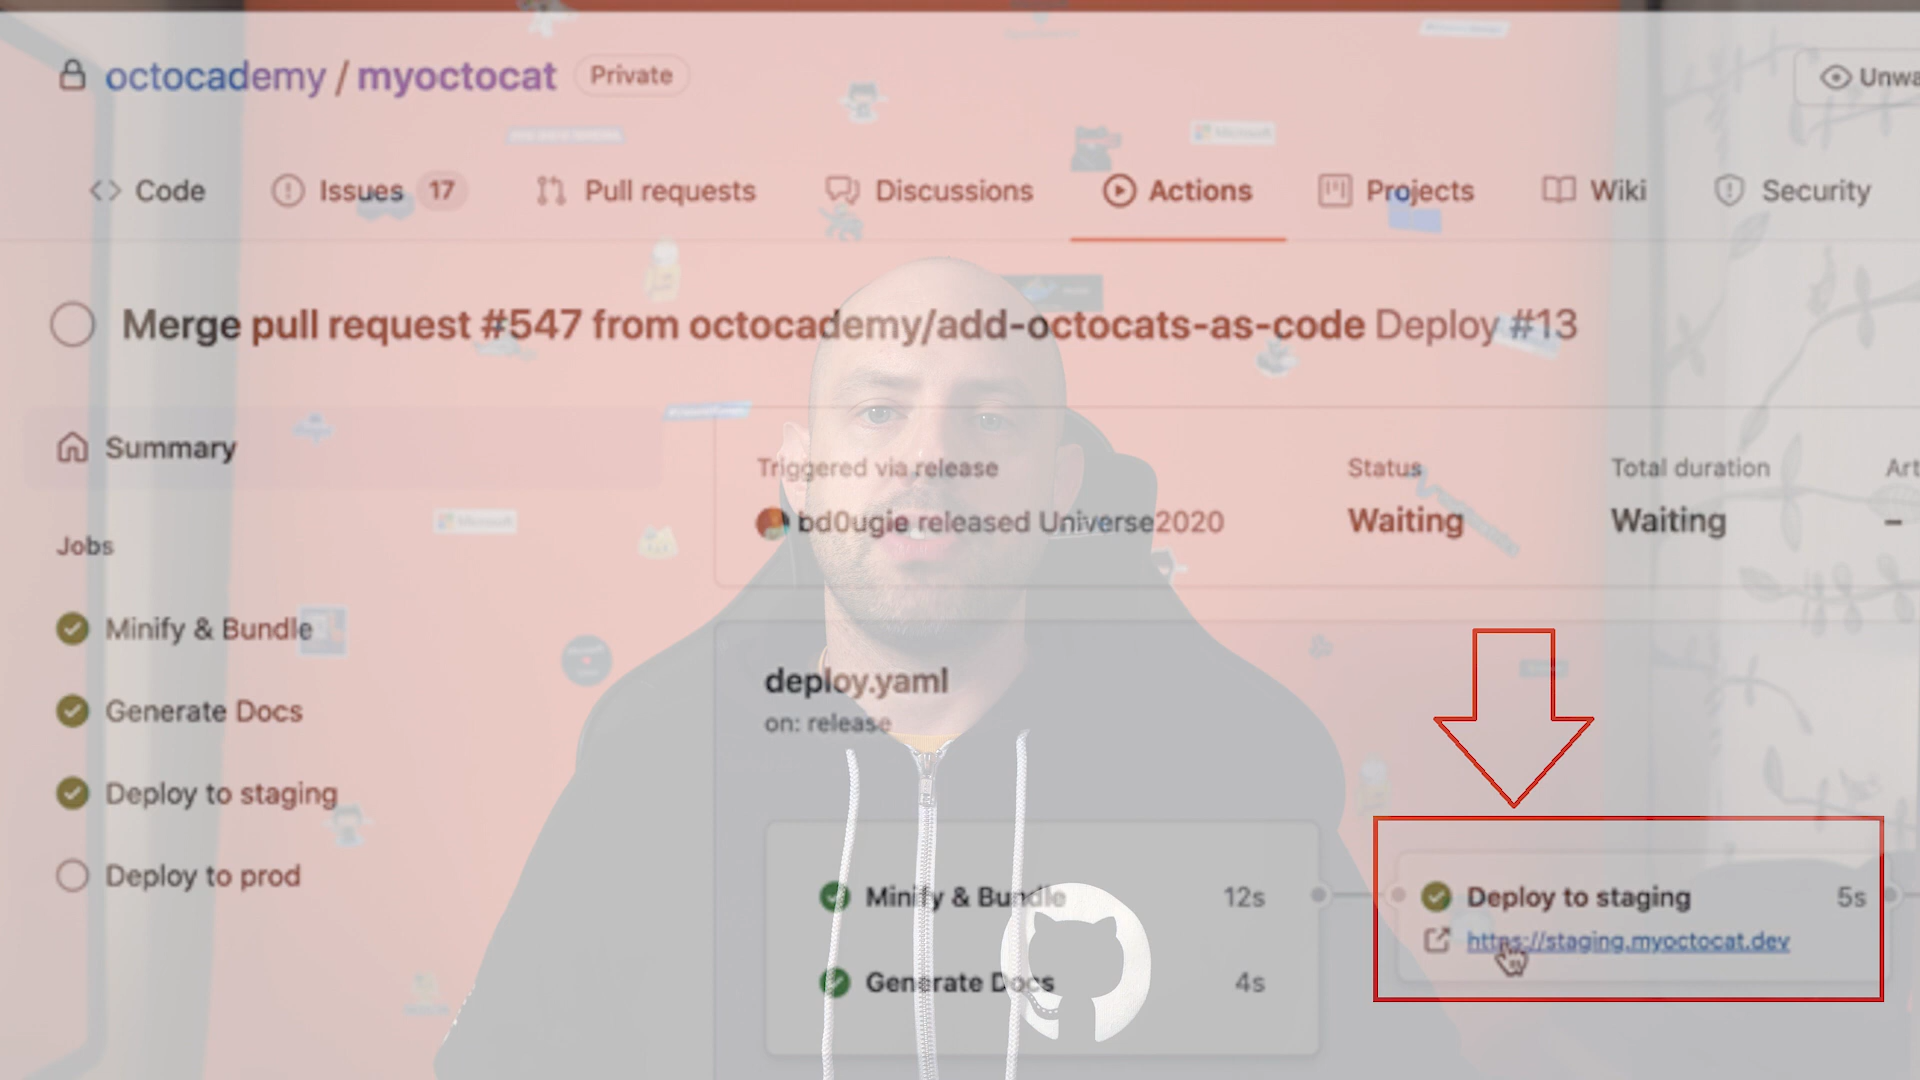 octocademy / myoctocat Private
Code Issues 17 Pull requests Discussions Actions Projects Wiki Security
Merge pull request #547 from octocademy/add-octocats-as-code Deploy #13
Summary
Triggered via release Status Total duration
bd0ugie released Universe2020 Waiting Waiting –
Jobs
Minify & Bundle
Generate Docs
Deploy to staging
Deploy to prod
deploy.yaml
on: release
Minify & Bundle 12s
Generate Docs 4s
Deploy to staging 5s
https://staging.myoctocat.dev
Microsoft
Microsoft